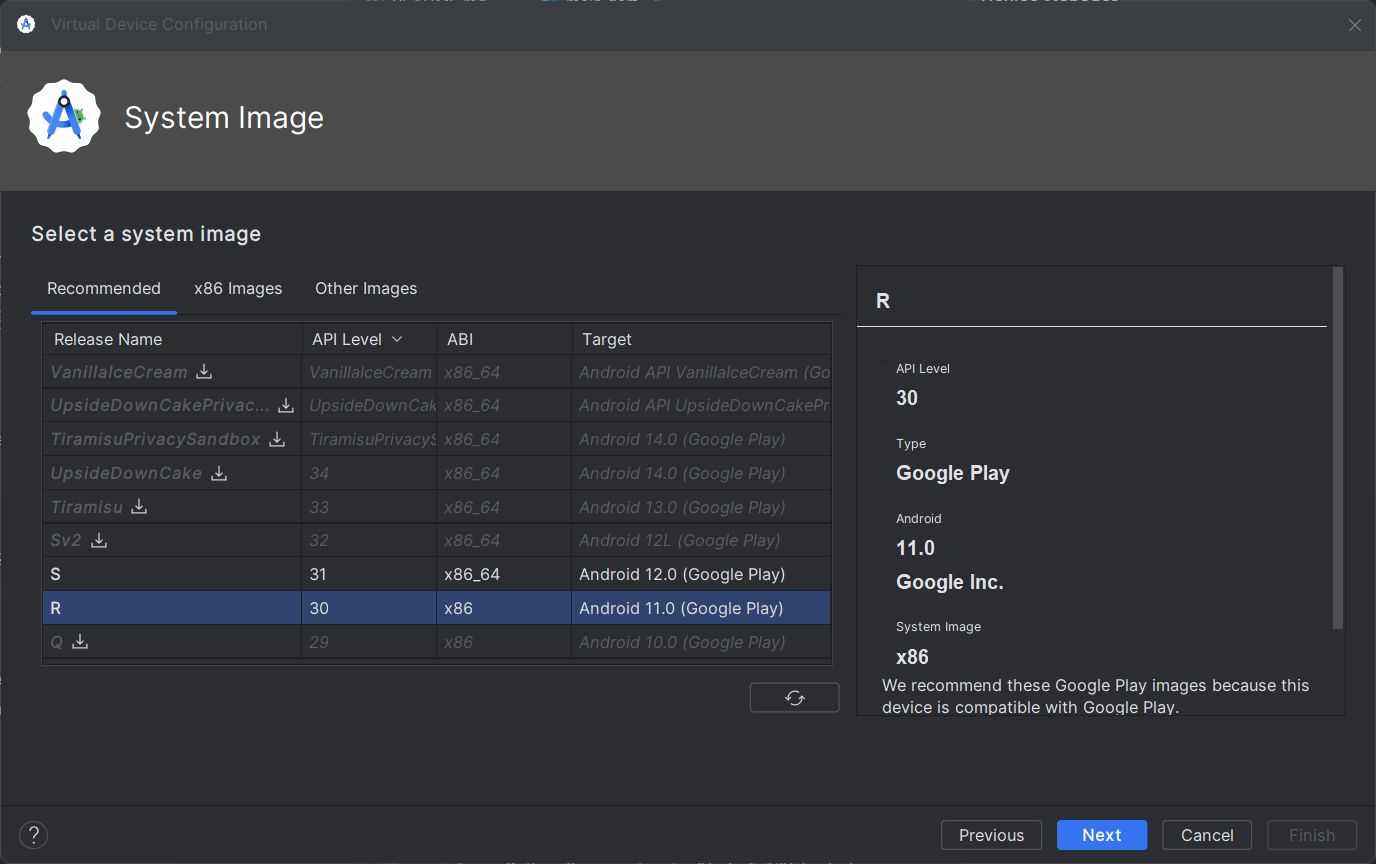 Virtual Device Configuration
System Image
Select a system image
Recommended x86 Images Other Images
Release Name API Level ABI Target
VanillaIceCream VanillaIceCream x86_64 Android API VanillaIceCream (Go
UpsideDownCakePrivac... UpsideDownCak x86_64 Android API UpsideDownCakePr
TiramisuPrivacySandbox TiramisuPrivacyS x86_64 Android 14.0 (Google Play)
UpsideDownCake 34 x86_64 Android 14.0 (Google Play)
Tiramisu 33 x86_64 Android 13.0 (Google Play)
Sv2 32 x86_64 Android 12L (Google Play)
S 31 x86_64 Android 12.0 (Google Play)
R 30 x86 Android 11.0 (Google Play)
Q 29 x86 Android 10.0 (Google Play)
R
API Level
30
Type
Google Play
Android
11.0
Google Inc.
System Image
x86
We recommend these Google Play images because this
device is compatible with Google Play.
? Previous Next Cancel Finish